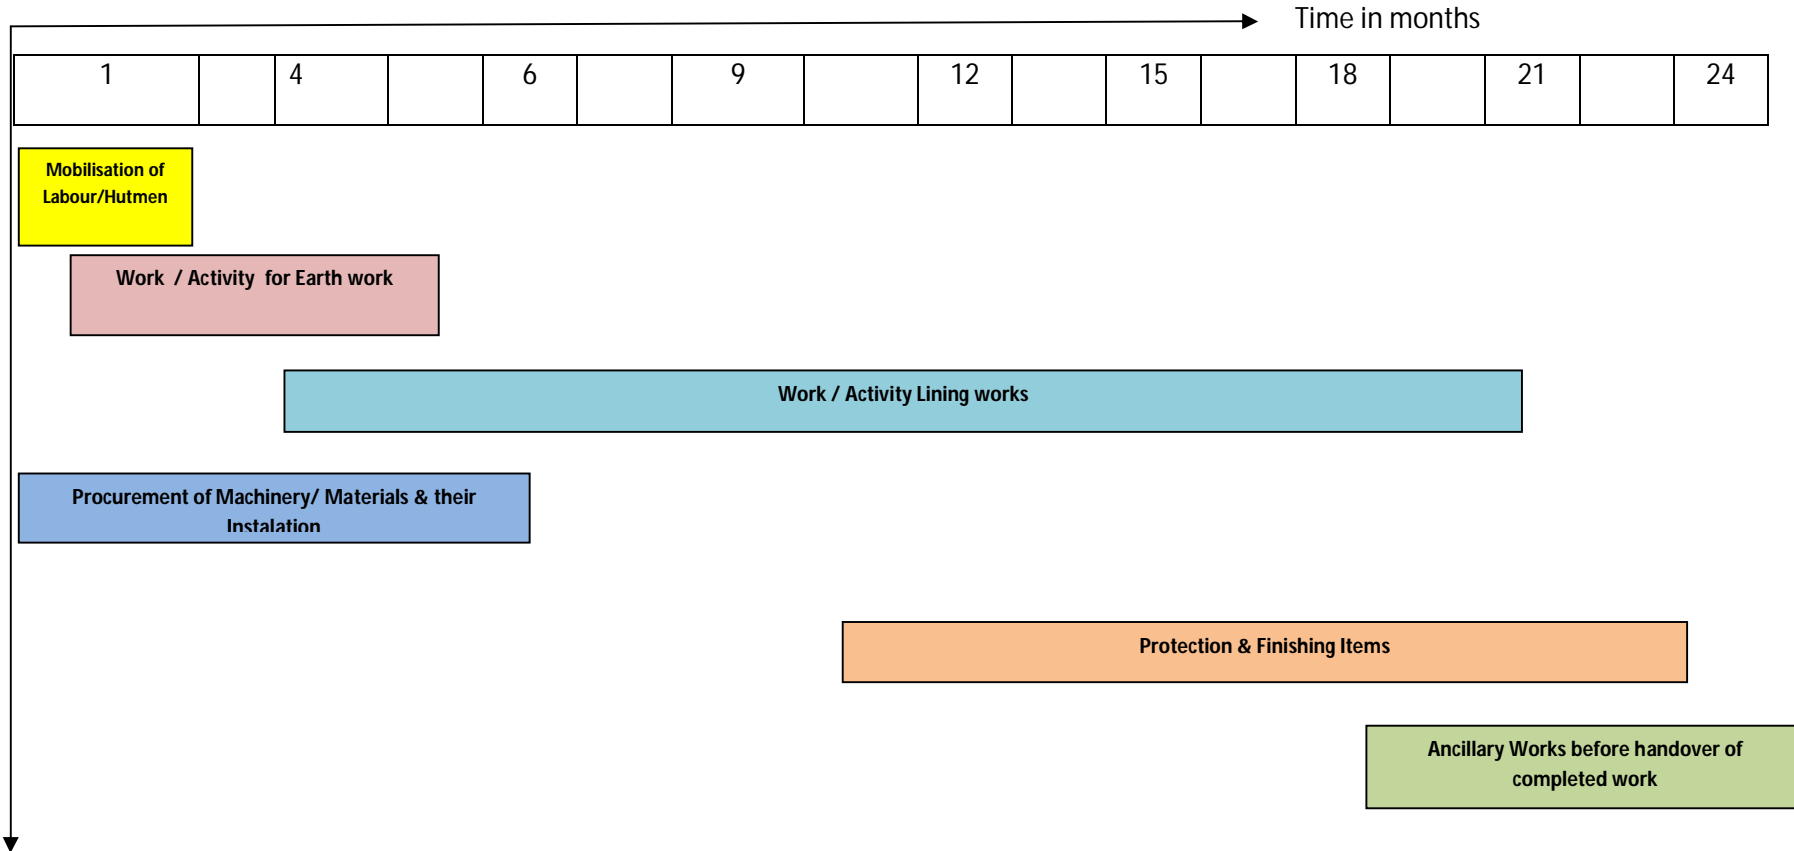 Time in months
1 4 6 9 12 15 18 21 24
Mobilisation of
Labour/Hutmen
Work / Activity for Earth work
Work / Activity Lining works
Procurement of Machinery/ Materials & their
Instalation
Protection & Finishing Items
Ancillary Works before handover of
completed work